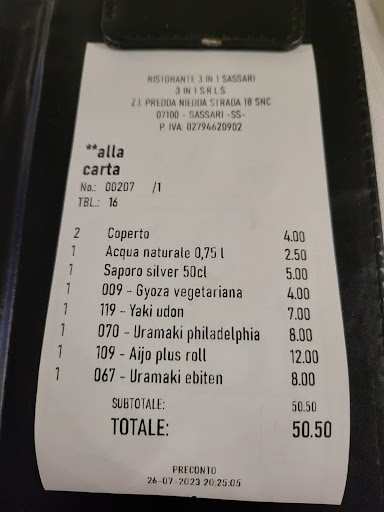 RISTORANTE 3 IN 1 SASSARI
3 IN 1 S.R.L.S.
Z.I. PREDDA NIEDDA STRADA 18 SNC
07100 - SASSARI -SS-
P. IVA: 02794620902
**alla
carta
No.: 00207 /1
TBL.: 16
2 Coperto 4.00
1 Acqua naturale 0,75 l 2.50
1 Saporo silver 50cl 5.00
1 009 - Gyoza vegetariana 4.00
1 119 - Yaki udon 7.00
1 070 - Uramaki philadelphia 8.00
1 109 - Aijo plus roll 12.00
1 067 - Uramaki ebiten 8.00
SUBTOTALE: 50.50
TOTALE: 50.50
PRECONTO
26-07-2023 20:25:05